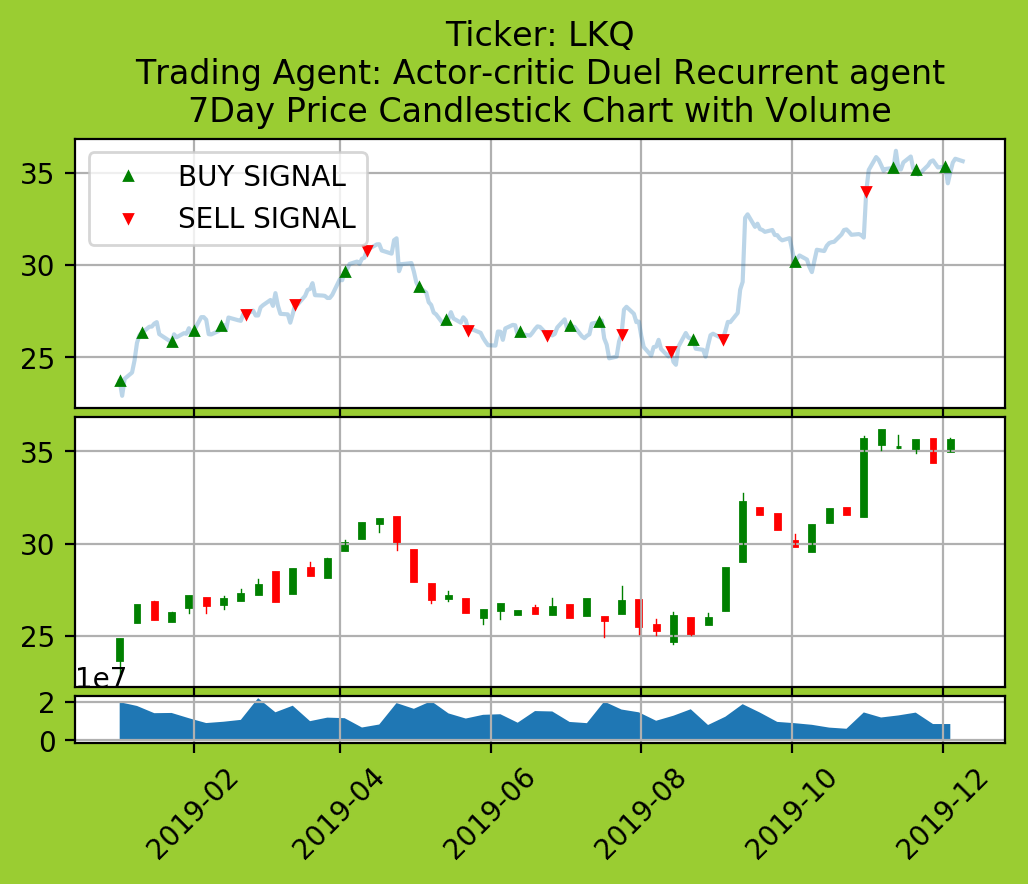 Ticker: LKQ
Trading Agent: Actor-critic Duel Recurrent agent
7Day Price Candlestick Chart with Volume
BUY SIGNAL
SELL SIGNAL
35
30
25
35
30
25
1e7
2
0
2019-02
2019-04
2019-06
2019-08
2019-10
2019-12